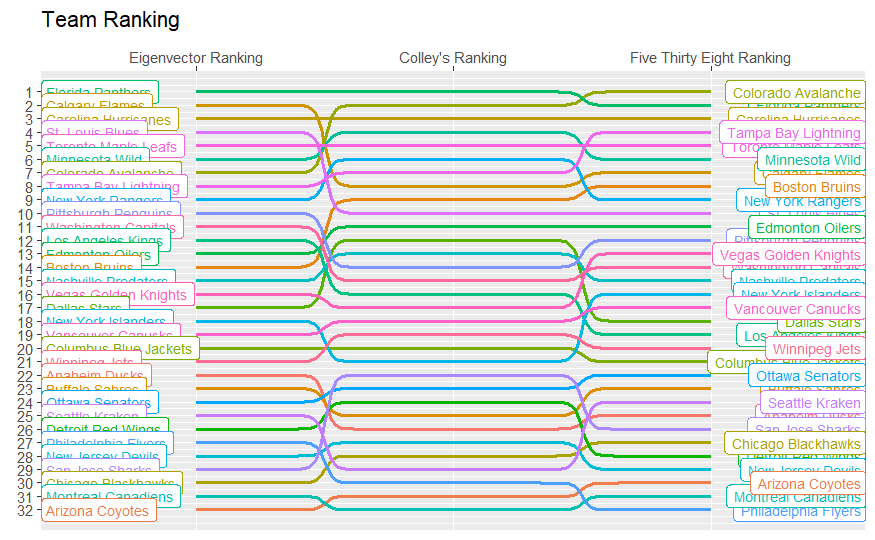 Team Ranking
Eigenvector Ranking Colley's Ranking Five Thirty Eight Ranking
1 Florida Panthers Colorado Avalanche
2 Calgary Flames Florida Panthers
3 Carolina Hurricanes Carolina Hurricanes
4 St. Louis Blues Tampa Bay Lightning
5 Toronto Maple Leafs Toronto Maple Leafs
6 Minnesota Wild Minnesota Wild
7 Colorado Avalanche Calgary Flames
8 Tampa Bay Lightning Boston Bruins
9 New York Rangers New York Rangers
10 Pittsburgh Penguins St. Louis Blues
11 Washington Capitals Edmonton Oilers
12 Los Angeles Kings Pittsburgh Penguins
13 Edmonton Oilers Vegas Golden Knights
14 Boston Bruins Washington Capitals
15 Nashville Predators Nashville Predators
16 Vegas Golden Knights New York Islanders
17 Dallas Stars Vancouver Canucks
18 New York Islanders Dallas Stars
19 Vancouver Canucks Los Angeles Kings
20 Columbus Blue Jackets Winnipeg Jets
21 Winnipeg Jets Columbus Blue Jackets
22 Anaheim Ducks Ottawa Senators
23 Buffalo Sabres Buffalo Sabres
24 Ottawa Senators Seattle Kraken
25 Seattle Kraken Anaheim Ducks
26 Detroit Red Wings San Jose Sharks
27 Philadelphia Flyers Chicago Blackhawks
28 New Jersey Devils Detroit Red Wings
29 San Jose Sharks New Jersey Devils
30 Chicago Blackhawks Arizona Coyotes
31 Montreal Canadiens Montreal Canadiens
32 Arizona Coyotes Philadelphia Flyers